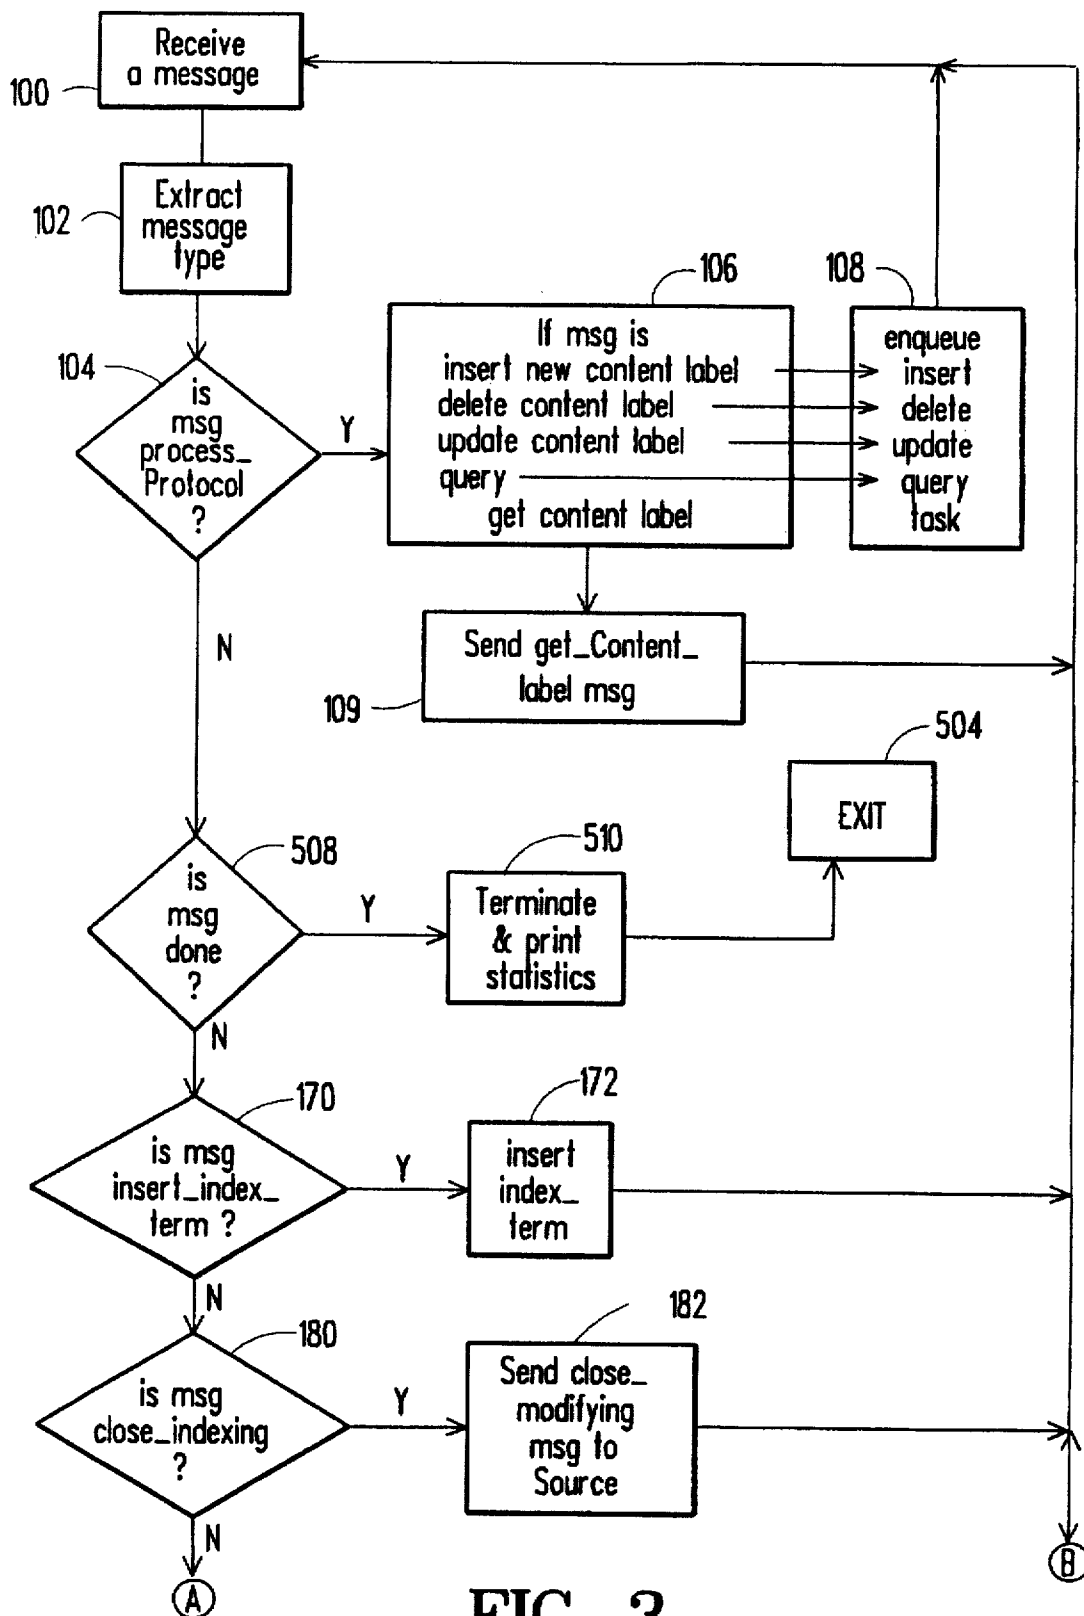 Receive
a message
100
Extract
message
type
102
106
108
If msg is
insert new content label
delete content label
update content label
query
get content label
enqueue
insert
delete
update
query
task
104
is
msg
process_
Protocol
?
Y
N
Send get_Content_
label msg
109
504
EXIT
508
is
msg
done
?
Y
510
Terminate
& print
statistics
N
170
is msg
insert_index_
term ?
Y
172
insert
index_
term
N
180
is msg
close_indexing
?
Y
182
Send close_
modifying
msg to
Source
N
A
B
FIG. 3